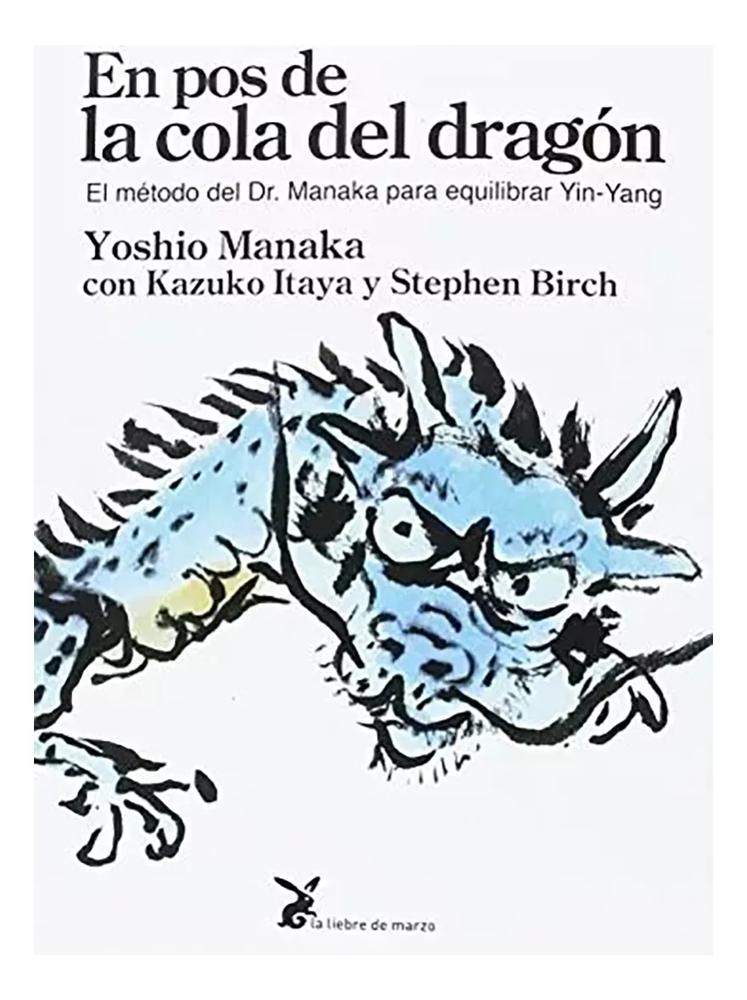 En pos de
la cola del dragón
El método del Dr. Manaka para equilibrar Yin-Yang
Yoshio Manaka
con Kazuko Itaya y Stephen Birch
la liebre de marzo